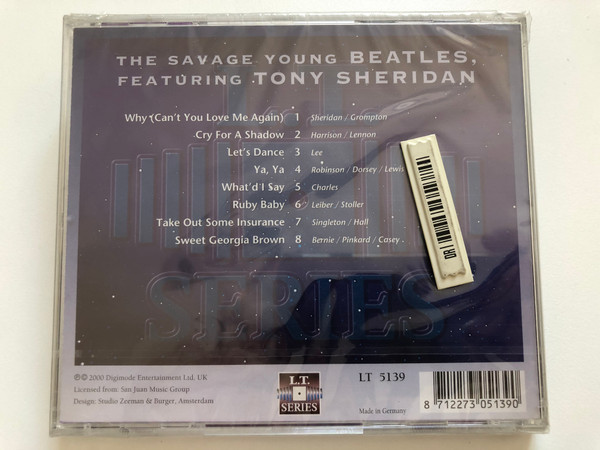 THE SAVAGE YOUNG BEATLES,
FEATURING TONY SHERIDAN
Why (Can't You Love Me Again) 1 Sheridan / Crompton
Cry For A Shadow 2 Harrison / Lennon
Let's Dance 3 Lee
Ya, Ya 4 Robinson / Dorsey / Lewis
What'd I Say 5 Charles
Ruby Baby 6 Leiber / Stoller
Take Out Some Insurance 7 Singleton / Hall
Sweet Georgia Brown 8 Bernie / Pinkard / Casey
SERIES
℗© 2000 Digimode Entertainment Ltd. UK
Licensed from: San Juan Music Group
Design: Studio Zeeman & Burger, Amsterdam
L.T.
SERIES
LT 5139
Made in Germany
8 712273 051390